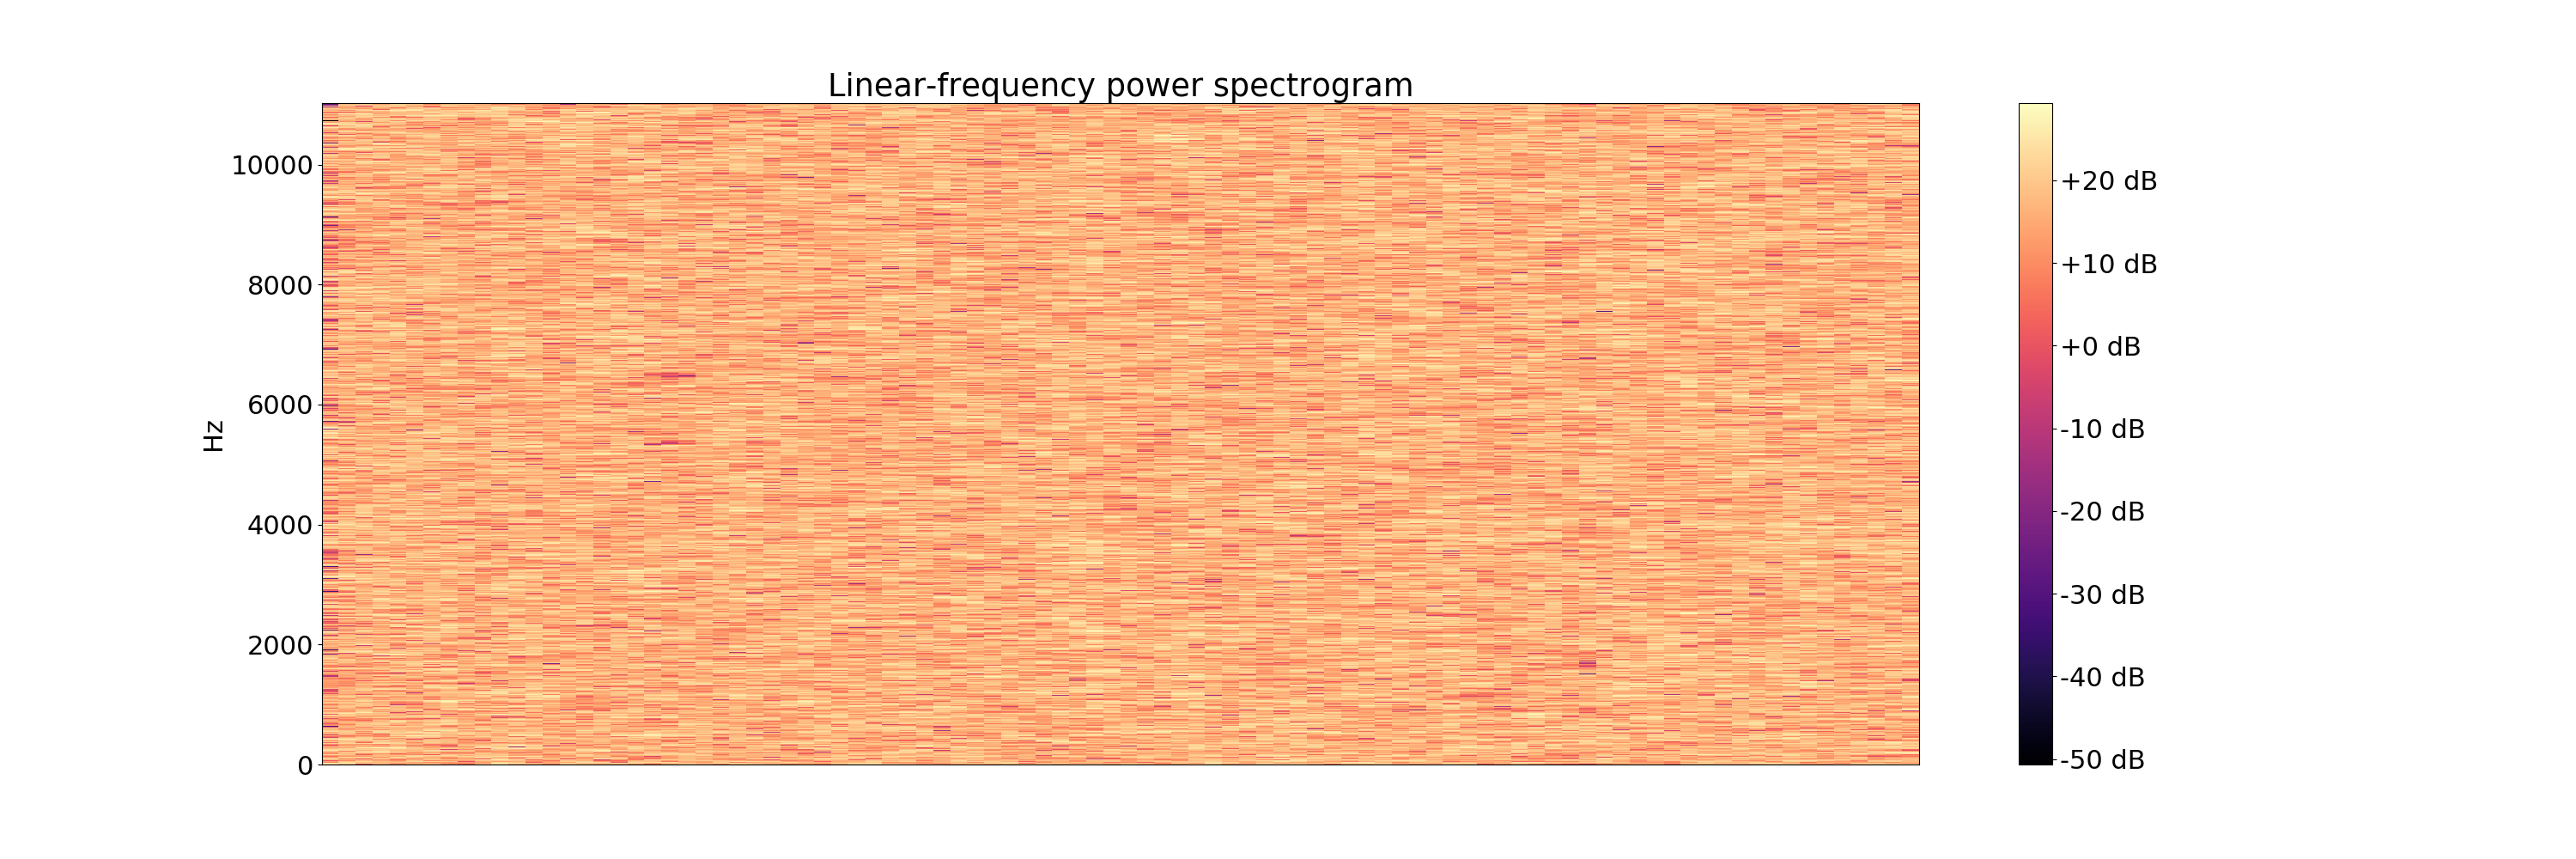 Linear-frequency power spectrogram
10000
8000
6000
4000
2000
0
Hz
+20 dB
+10 dB
+0 dB
-10 dB
-20 dB
-30 dB
-40 dB
-50 dB